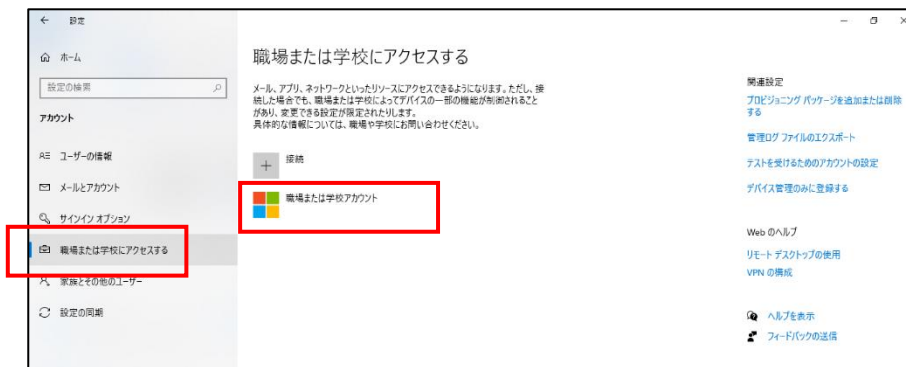 設定
ホーム
設定の検索
アカウント
ユーザーの情報
メールとアカウント
サインイン オプション
職場または学校にアクセスする
家族とその他のユーザー
設定の同期
職場または学校にアクセスする
メール、アプリ、ネットワークといったリソースにアクセスできるようになります。ただし、接
続した場合でも、職場または学校によってデバイスの一部の機能が制御されること
があり、変更できる設定が限定されたりします。
具体的な情報については、職場や学校にお問い合わせください。
接続
職場または学校アカウント
関連設定
プロビジョニング パッケージを追加または削除
する
管理ログ ファイルのエクスポート
テストを受けるためのアカウントの設定
デバイス管理のみに登録する
Web のヘルプ
リモート デスクトップの使用
VPN の構成
ヘルプを表示
フィードバックの送信